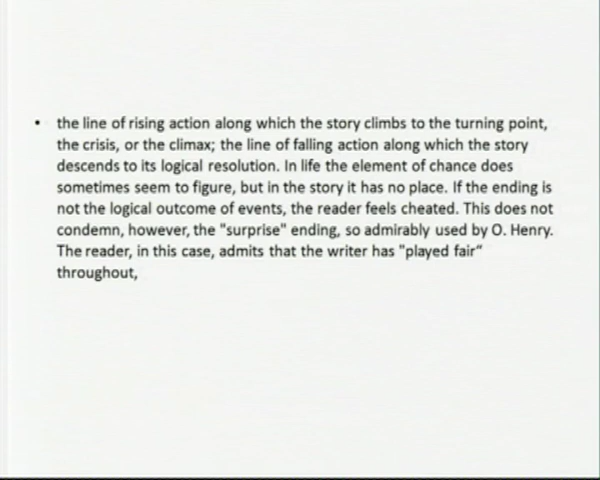 • the line of rising action along which the story climbs to the turning point,
the crisis, or the climax; the line of falling action along which the story
descends to its logical resolution. In life the element of chance does
sometimes seem to figure, but in the story it has no place. If the ending is
not the logical outcome of events, the reader feels cheated. This does not
condemn, however, the "surprise" ending, so admirably used by O. Henry.
The reader, in this case, admits that the writer has "played fair"
throughout,